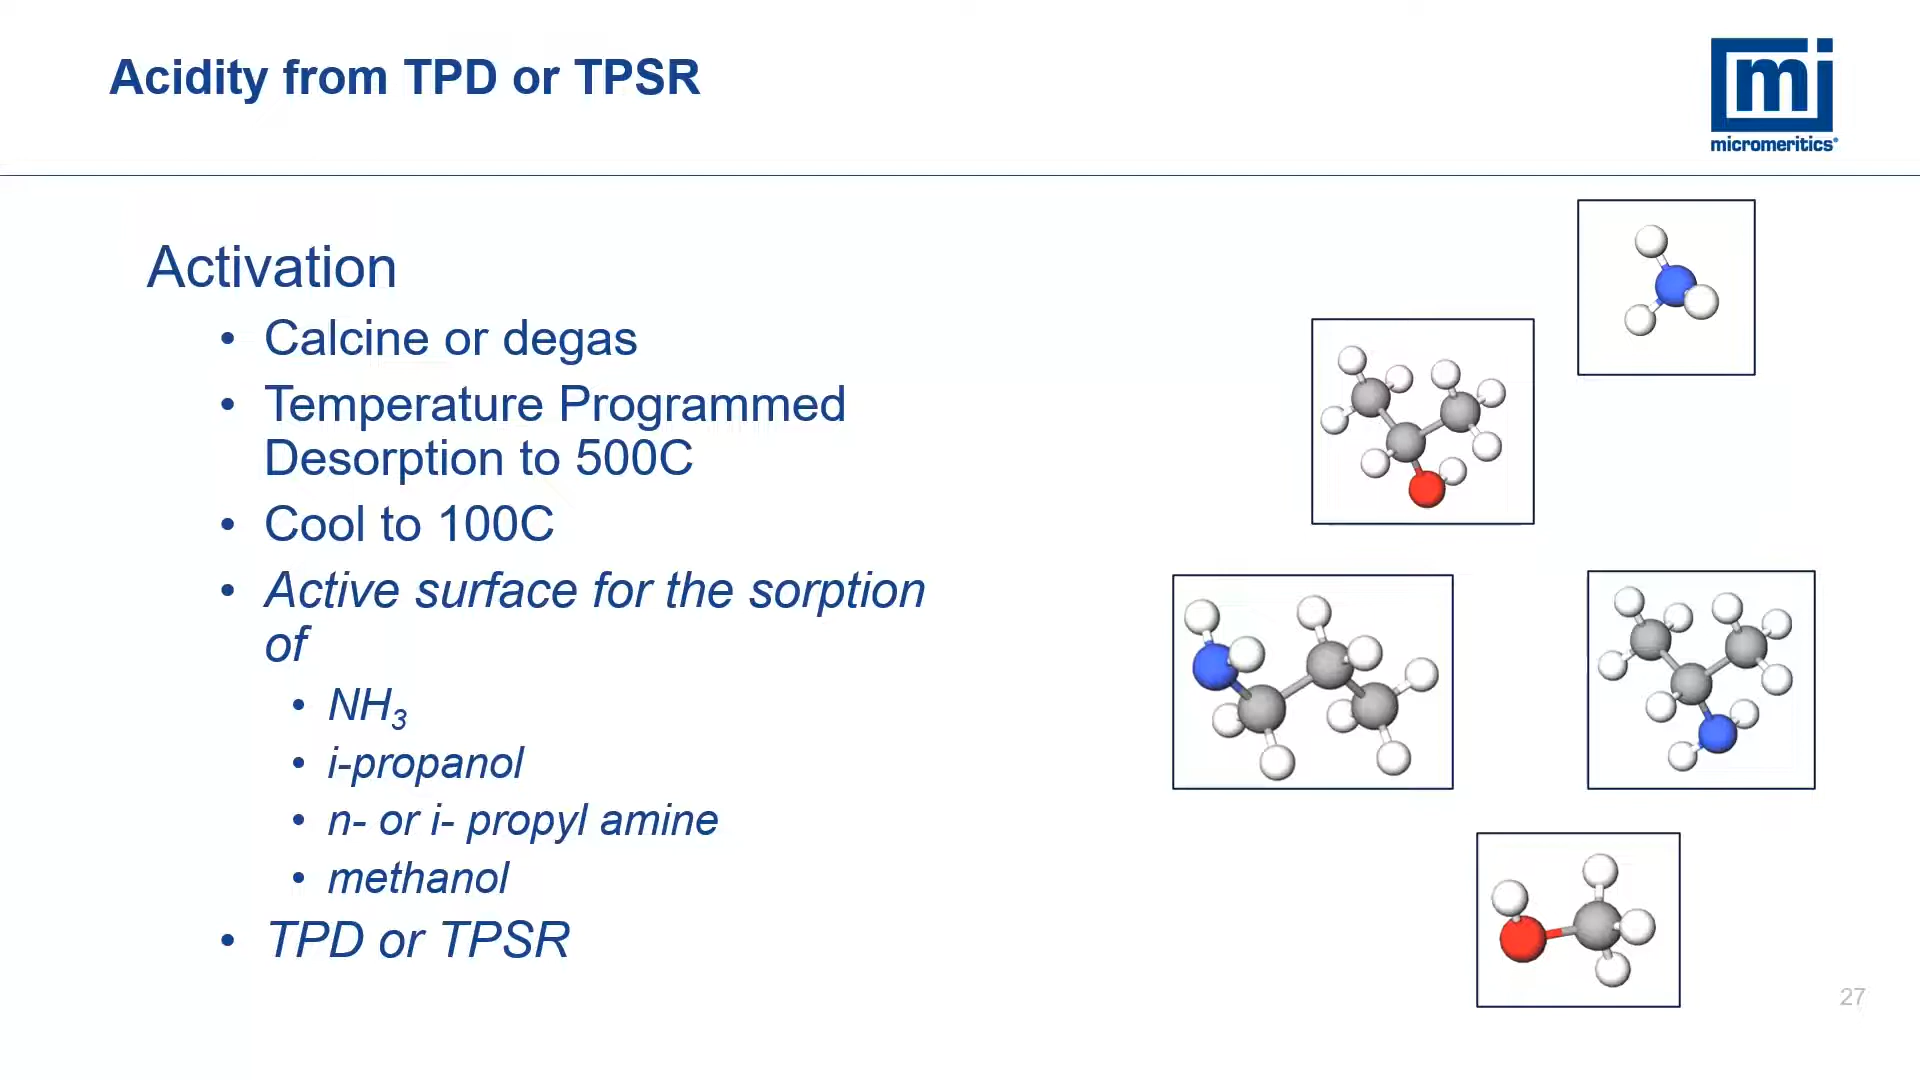 Acidity from TPD or TPSR
mi
micromeritics®
Activation
• Calcine or degas
• Temperature Programmed
Desorption to 500C
• Cool to 100C
• Active surface for the sorption
of
• NH₃
• i-propanol
• n- or i- propyl amine
• methanol
• TPD or TPSR
27